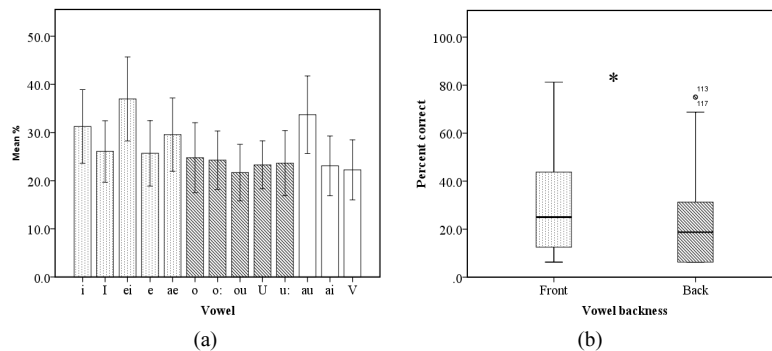 50.0
40.0
30.0
20.0
10.0
0.0
Mean %
i I ei e ae o o: ou U u: au ai V
Vowel
(a)
100.0
80.0
60.0
40.0
20.0
.0
Percent correct
*
113
117
Front Back
Vowel backness
(b)